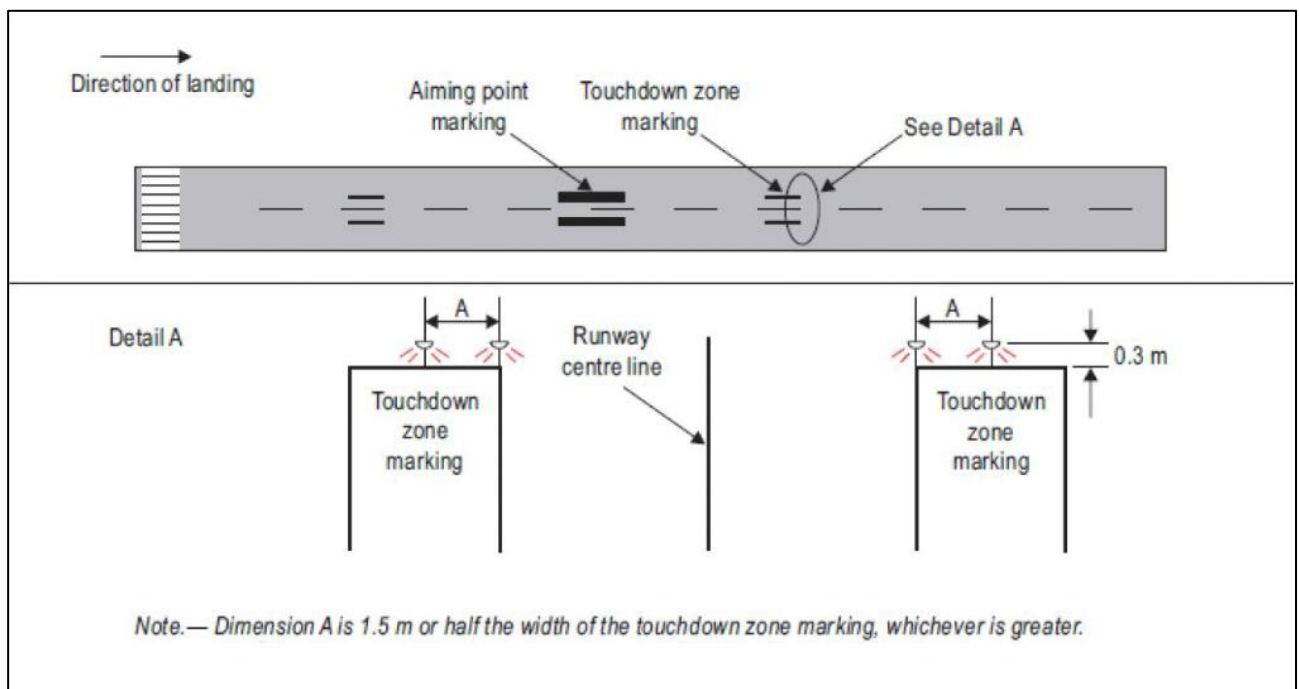 Direction of landing
Aiming point
marking
Touchdown zone
marking
See Detail A
Detail A
A
Runway
centre line
A
0.3 m
Touchdown
zone
marking
Touchdown
zone
marking
Note.— Dimension A is 1.5 m or half the width of the touchdown zone marking, whichever is greater.